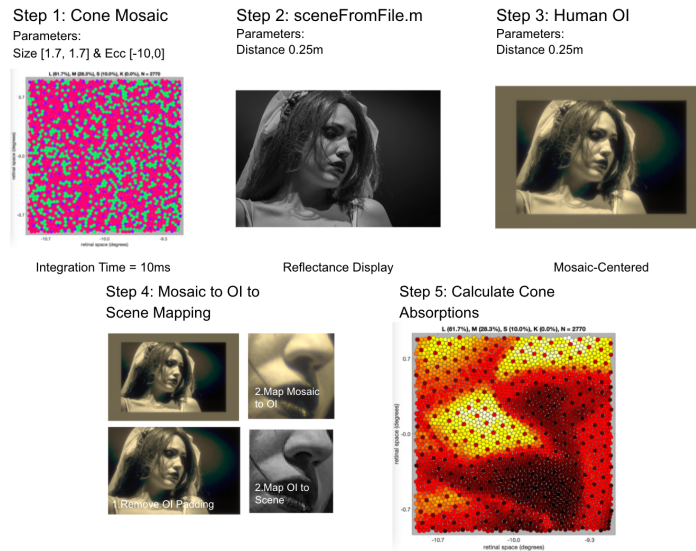 Step 1: Cone Mosaic
Parameters:
Size [1.7, 1.7] & Ecc [-10,0]
L (61.7%), M (28.3%), S (10.0%), K (0.0%), N = 2770
0.7
-0.0
-0.7
retinal space (degrees)
-10.7
-10.0
-9.3
retinal space (degrees)
Integration Time = 10ms
Step 2: sceneFromFile.m
Parameters:
Distance 0.25m
Reflectance Display
Step 3: Human OI
Parameters:
Distance 0.25m
Mosaic-Centered
Step 4: Mosaic to OI to
Scene Mapping
2.Map Mosaic
to OI
1.Remove OI Padding
2.Map OI to
Scene
Step 5: Calculate Cone
Absorptions
L (61.7%), M (28.3%), S (10.0%), K (0.0%), N = 2770
0.7
-0.0
-0.7
retinal space (degrees)
-10.7
-10.0
-9.3
retinal space (degrees)